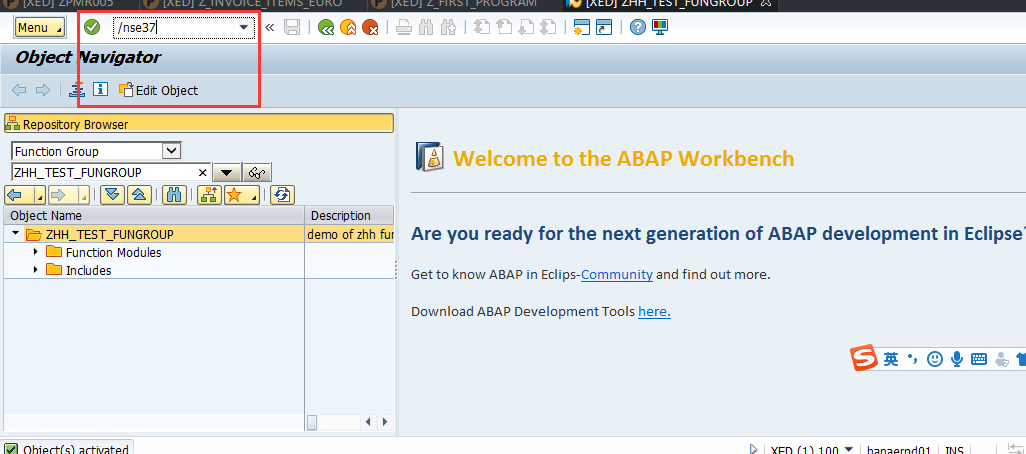 [XED] ZPMR005 [XED] Z_INVOICE_ITEMS_EURO [XED] Z_FIRST_PROGRAM [XED] ZHH_TEST_FUNGROUP
Menu /nse37
Object Navigator
Edit Object
Repository Browser
Function Group
ZHH_TEST_FUNGROUP
Object Name Description
ZHH_TEST_FUNGROUP demo of zhh fur
Function Modules
Includes
Welcome to the ABAP Workbench
Are you ready for the next generation of ABAP development in Eclipse?
Get to know ABAP in Eclips-Community and find out more.
Download ABAP Development Tools here.
S 英
Object(s) activated XED (1) 100 hanaerpd01 INS